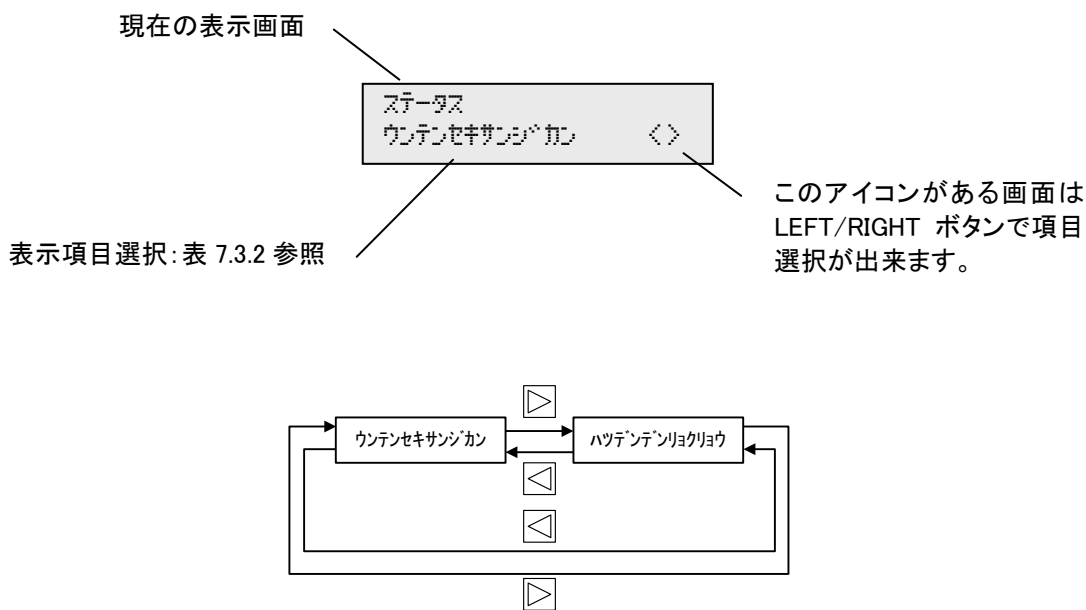 現在の表示画面
ステータス
ウンテンセキサンジカン <>
このアイコンがある画面は
LEFT/RIGHT ボタンで項目
選択が出来ます。
表示項目選択:表 7.3.2 参照
ウンテンセキサンジカン ハツデンデンリョクリョウ